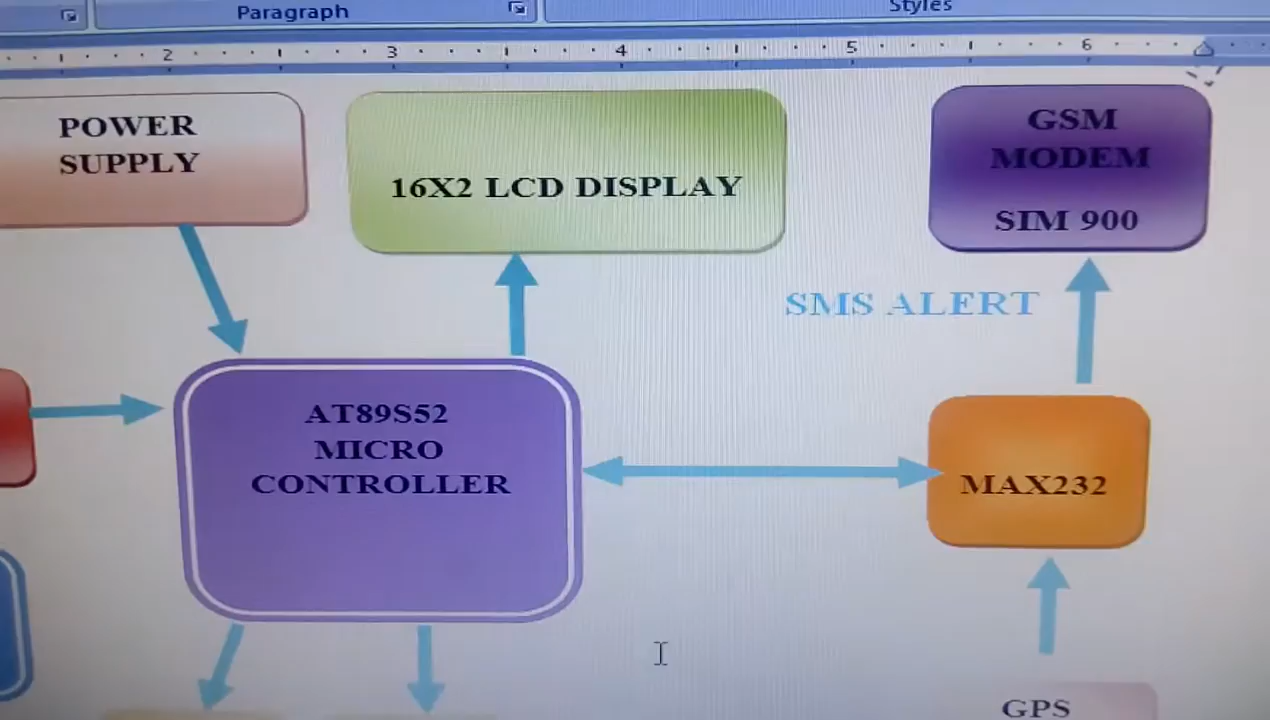 Paragraph
Styles
2 3 4 5 6
POWER
SUPPLY
16X2 LCD DISPLAY
GSM
MODEM
SIM 900
SMS ALERT
AT89S52
MICRO
CONTROLLER
MAX232
GPS